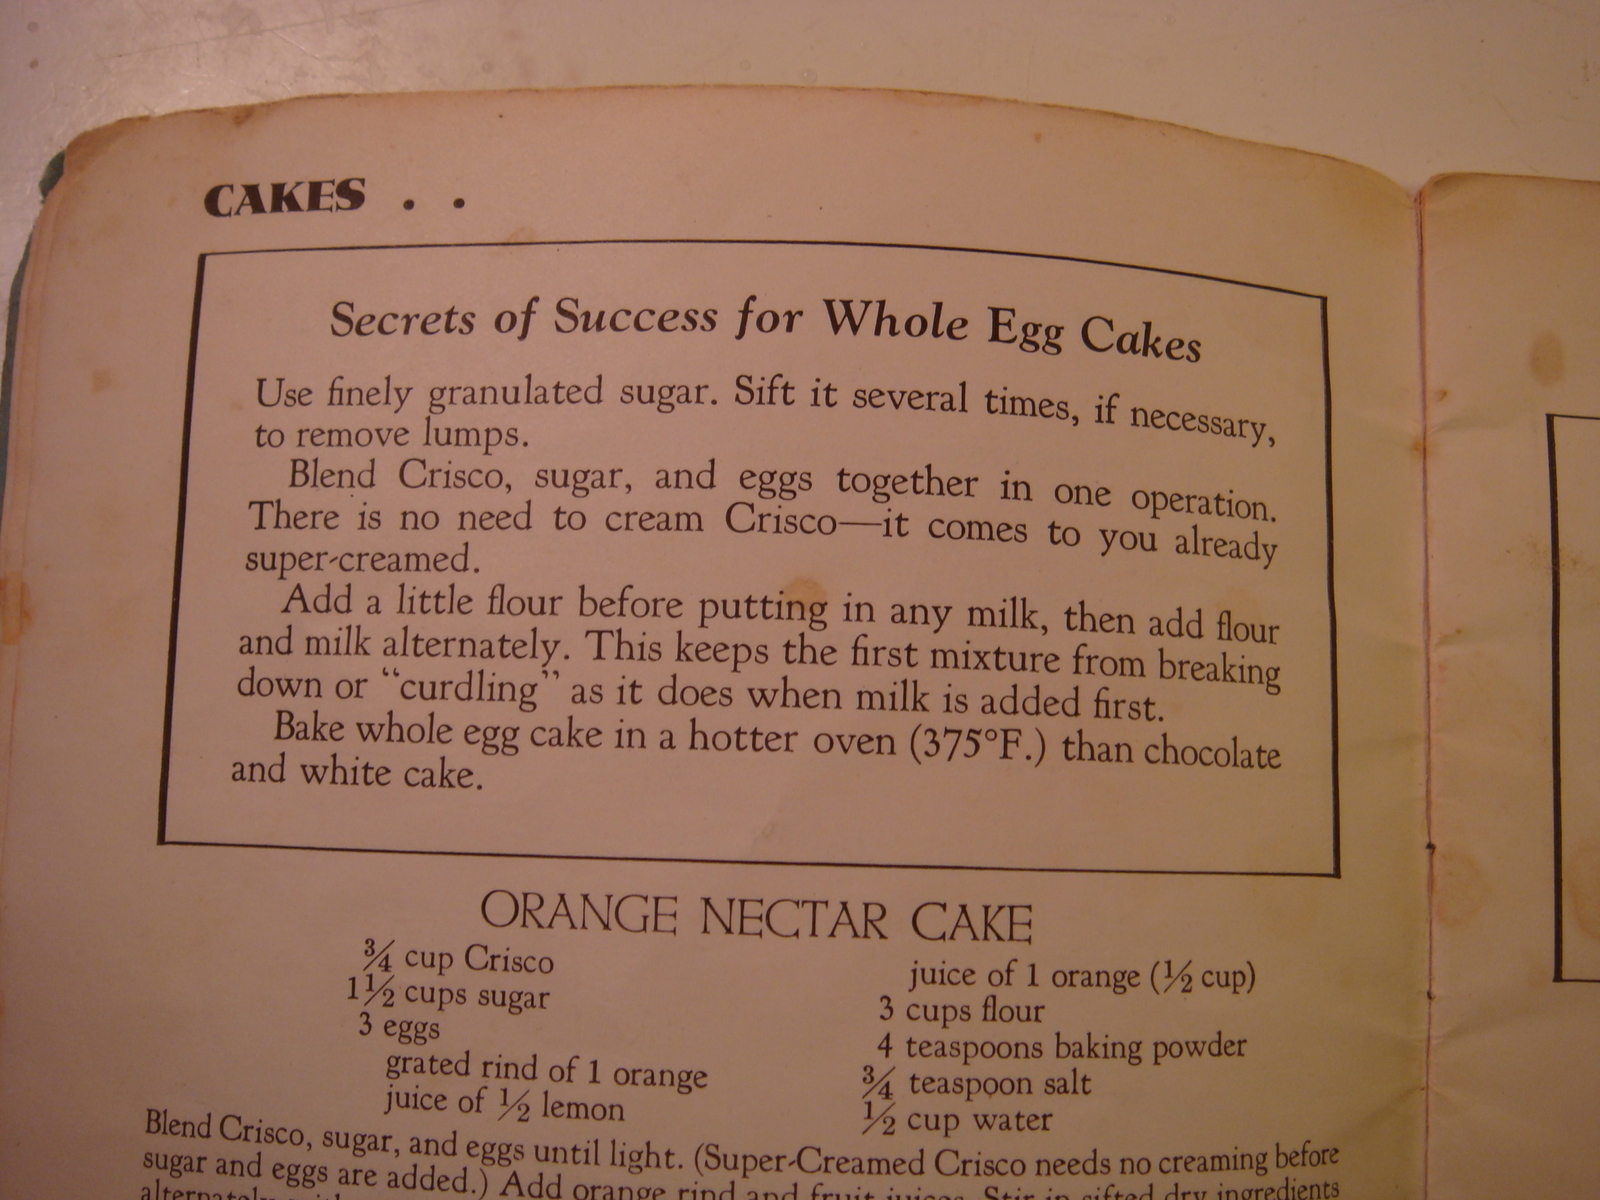 CAKES . .
Secrets of Success for Whole Egg Cakes
Use finely granulated sugar. Sift it several times, if necessary,
to remove lumps.
Blend Crisco, sugar, and eggs together in one operation.
There is no need to cream Crisco—it comes to you already
super-creamed.
Add a little flour before putting in any milk, then add flour
and milk alternately. This keeps the first mixture from breaking
down or “curdling” as it does when milk is added first.
Bake whole egg cake in a hotter oven (375°F.) than chocolate
and white cake.
ORANGE NECTAR CAKE
¾ cup Crisco
1½ cups sugar
3 eggs
grated rind of 1 orange
juice of ½ lemon
juice of 1 orange (½ cup)
3 cups flour
4 teaspoons baking powder
¾ teaspoon salt
½ cup water
Blend Crisco, sugar, and eggs until light. (Super-Creamed Crisco needs no creaming before
sugar and eggs are added.) Add orange rind and fruit juices. Stir in sifted dry ingredients